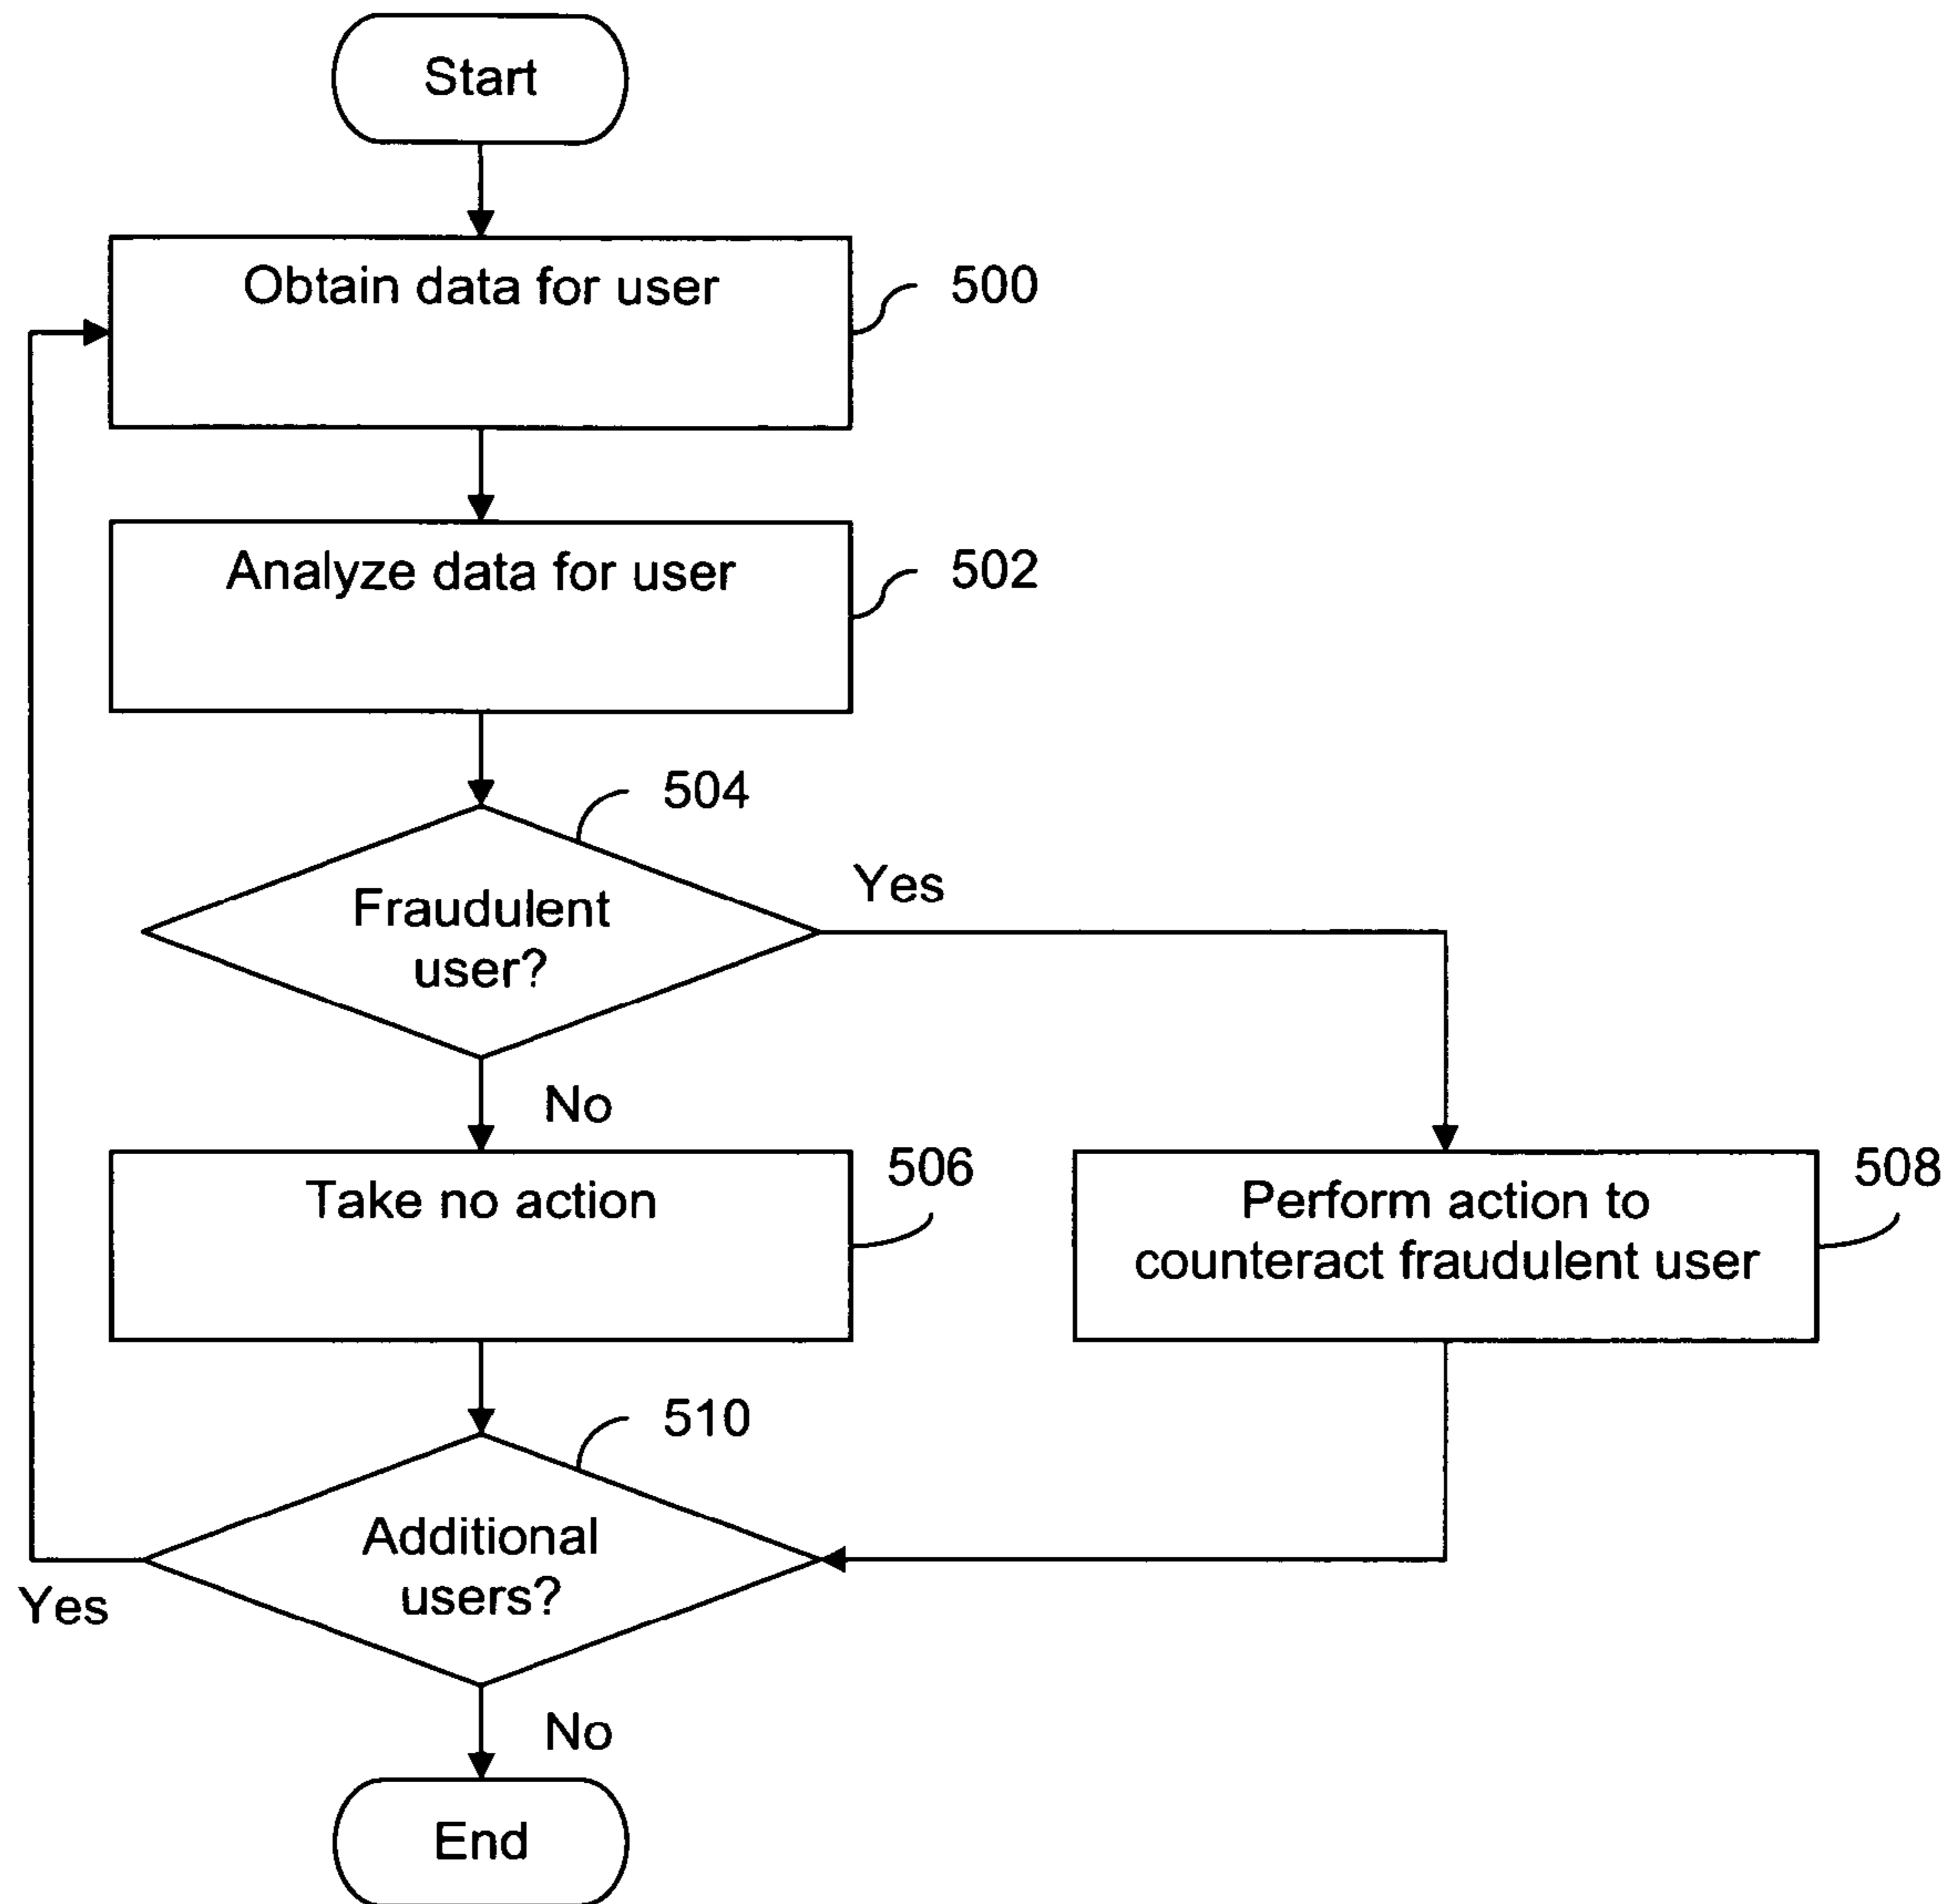 Start
Obtain data for user
500
Analyze data for user
502
504
Fraudulent
user?
Yes
No
Take no action
506
Perform action to
counteract fraudulent user
508
510
Additional
users?
Yes
No
End